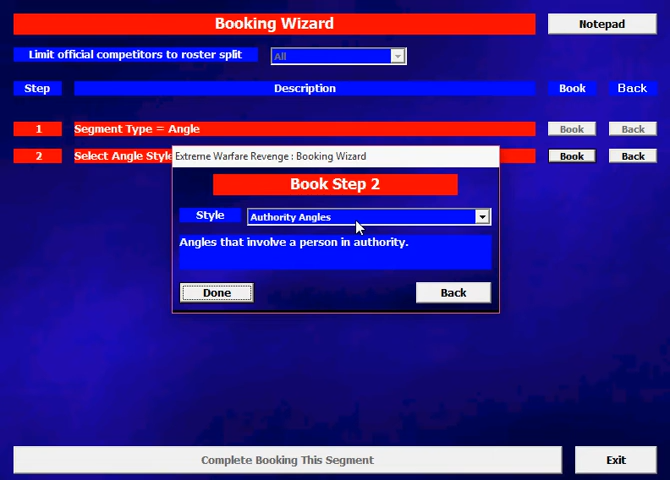 Booking Wizard
Notepad
Limit official competitors to roster split
All
Step
Description
Book
Back
1
Segment Type = Angle
Book
Back
2
Select Angle Style
Book
Back
Extreme Warfare Revenge : Booking Wizard
Book Step 2
Style
Authority Angles
Angles that involve a person in authority.
Done
Back
Complete Booking This Segment
Exit